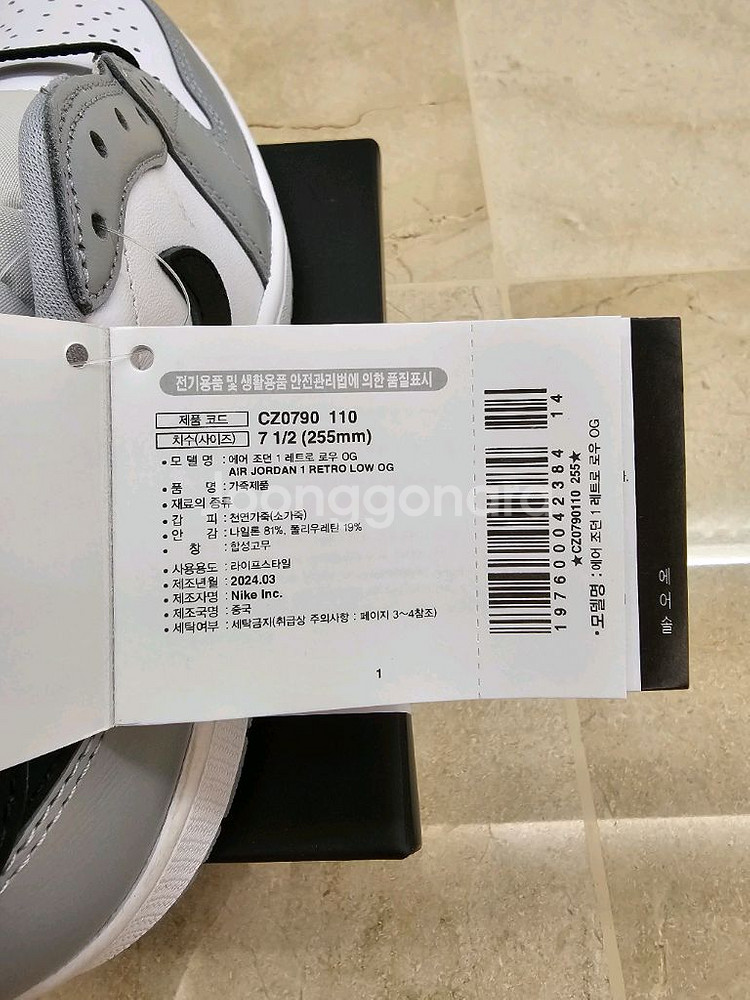 전기용품 및 생활용품 안전관리법에 의한 품질표시
제품 코드 CZ0790 110
치수(사이즈) 7 1/2 (255mm)
• 모 델 명 : 에어 조던 1 레트로 로우 OG
AIR JORDAN 1 RETRO LOW OG
• 품 명 : 가죽제품
• 재료의 종류
• 갑 피 : 천연가죽(소가죽)
• 안 감 : 나일론 81%, 폴리우레탄 19%
• 창 : 합성고무
• 사용용도 : 라이프스타일
• 제조년월 : 2024.03
• 제조자명 : Nike Inc.
• 제조국명 : 중국
• 세탁여부 : 세탁금지(취급상 주의사항 : 페이지 3~4참조)
1
197600042384 14
★CZ0790110 255★
• 모델명 : 에어 조던 1 레트로 로우 OG
에어솔
joonggonara